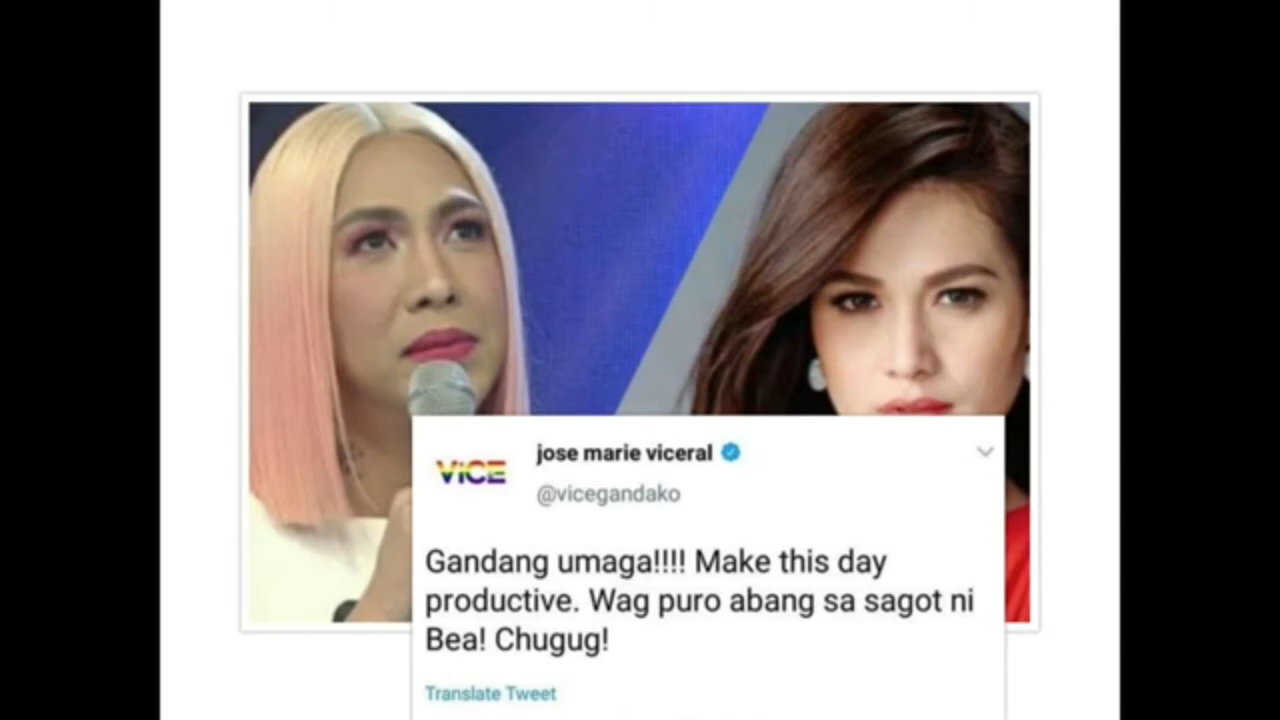 ViCE
jose marie viceral
@vicegandako
Gandang umaga!!!! Make this day
productive. Wag puro abang sa sagot ni
Bea! Chugug!
Translate Tweet